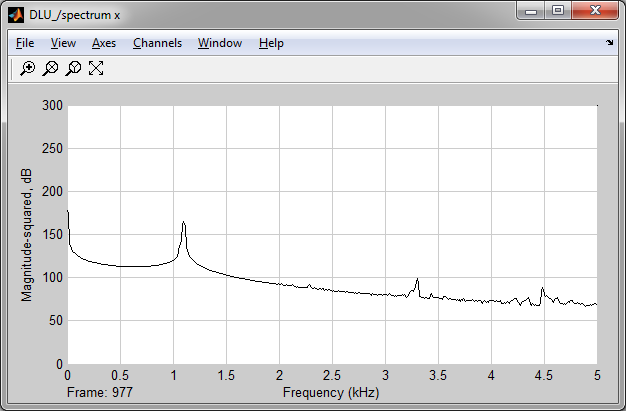 DLU_/spectrum x
File View Axes Channels Window Help
300
250
200
150
100
50
0
Magnitude-squared, dB
0 0.5 1 1.5 2 2.5 3 3.5 4 4.5 5
Frame: 977 Frequency (kHz)